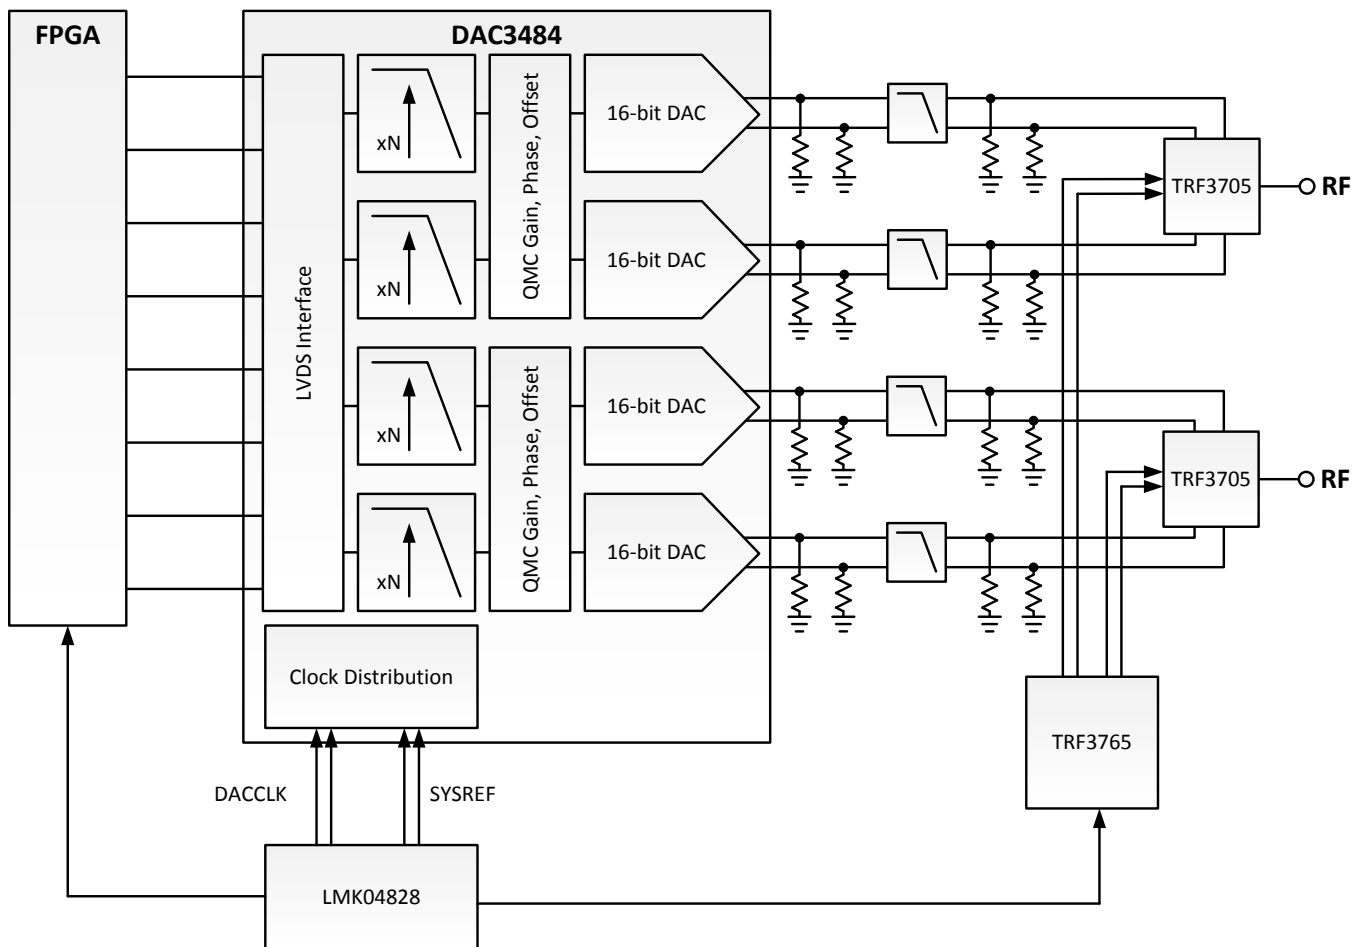 FPGA
DAC3484
LVDS Interface
xN
xN
xN
xN
QMC Gain, Phase, Offset
QMC Gain, Phase, Offset
16-bit DAC
16-bit DAC
16-bit DAC
16-bit DAC
TRF3705
RF
TRF3705
RF
Clock Distribution
TRF3765
DACCLK
SYSREF
LMK04828